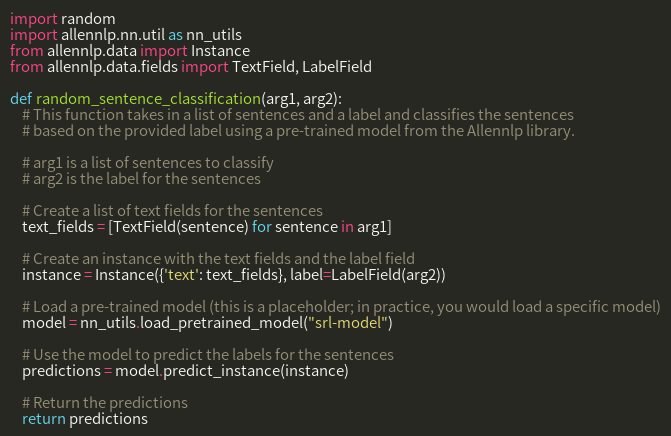 import random
import allennlp.nn.util as nn_utils
from allennlp.data import Instance
from allennlp.data.fields import TextField, LabelField

def random_sentence_classification(arg1, arg2):
    # This function takes in a list of sentences and a label and classifies the sentences
    # based on the provided label using a pre-trained model from the Allennlp library.

    # arg1 is a list of sentences to classify
    # arg2 is the label for the sentences

    # Create a list of text fields for the sentences
    text_fields = [TextField(sentence) for sentence in arg1]

    # Create an instance with the text fields and the label field
    instance = Instance({'text': text_fields}, label=LabelField(arg2))

    # Load a pre-trained model (this is a placeholder; in practice, you would load a specific model)
    model = nn_utils.load_pretrained_model("srl-model")

    # Use the model to predict the labels for the sentences
    predictions = model.predict_instance(instance)

    # Return the predictions
    return predictions